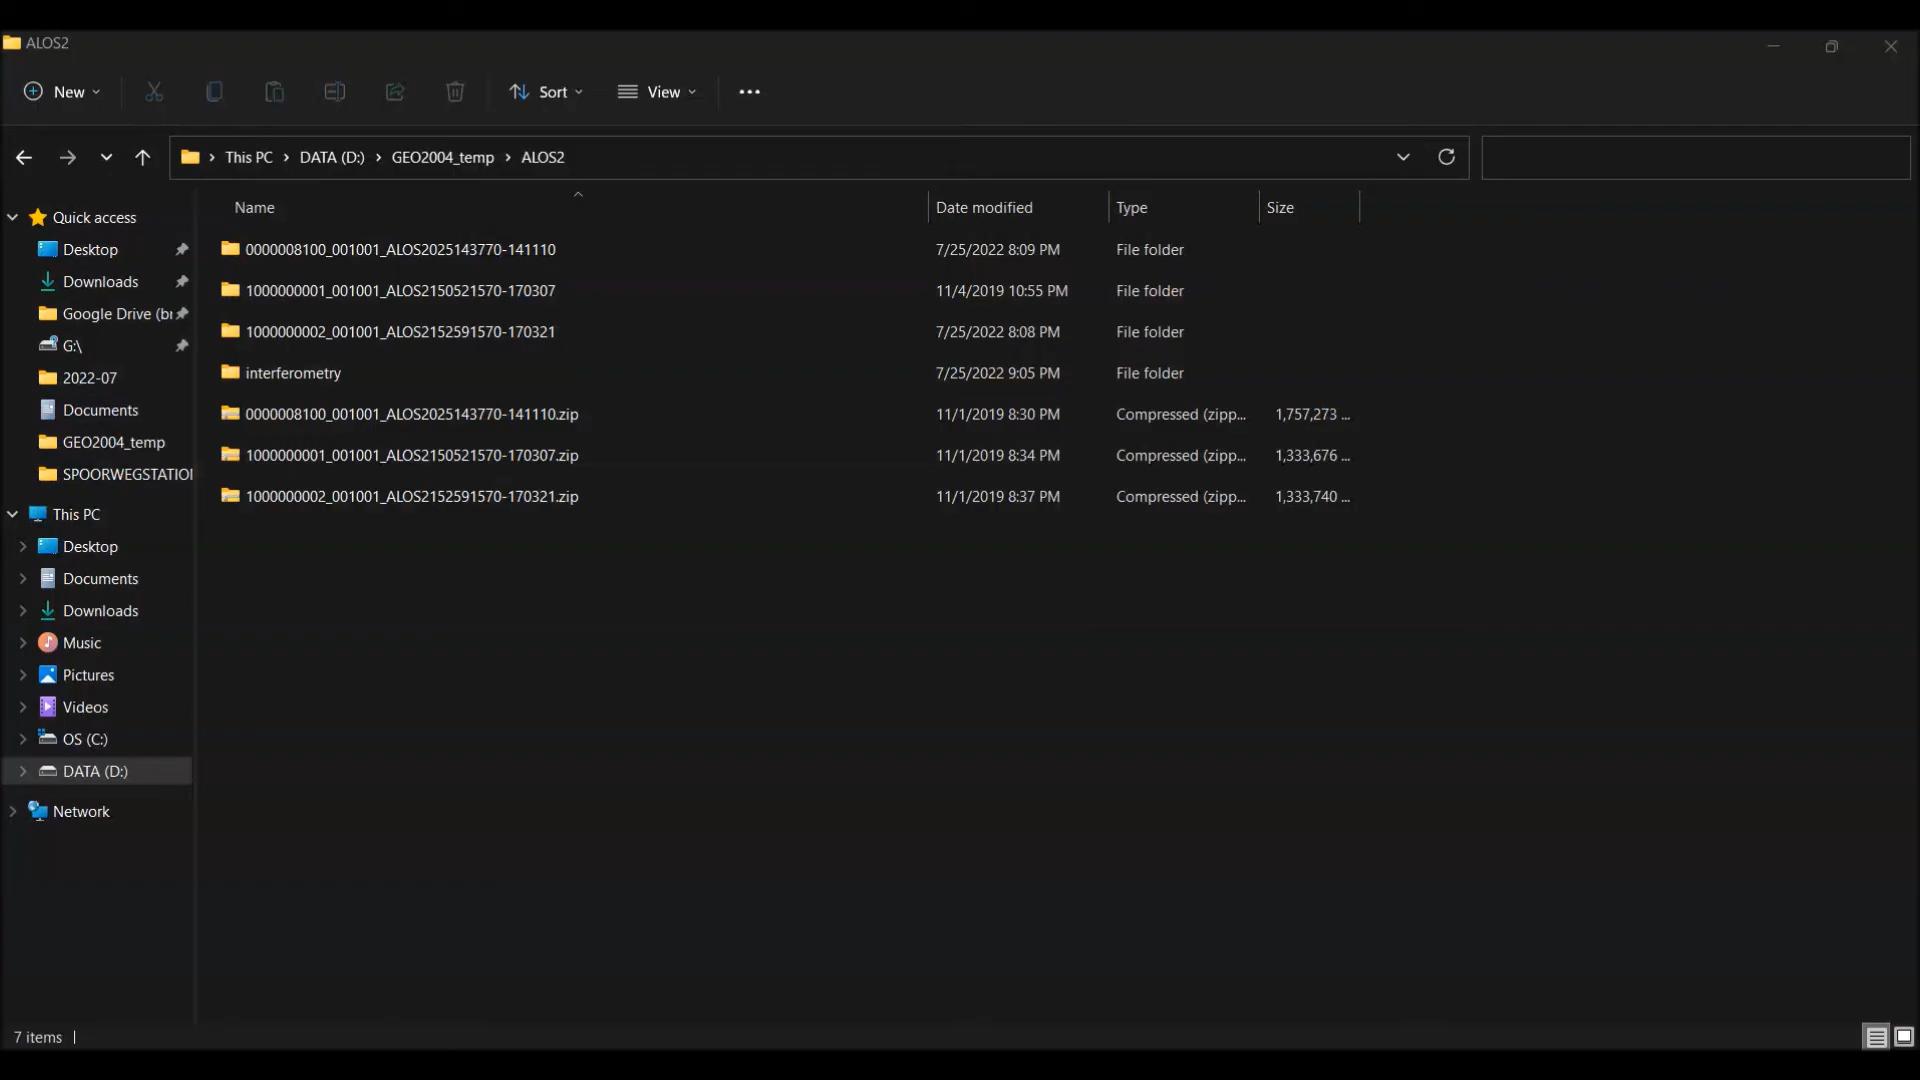 ALOS2
New
Sort
View
This PC > DATA (D:) > GEO2004_temp > ALOS2
Name Date modified Type Size
Quick access
Desktop
Downloads
Google Drive (br
G:\
2022-07
Documents
GEO2004_temp
SPOORWEGSTATIO
This PC
Desktop
Documents
Downloads
Music
Pictures
Videos
OS (C:)
DATA (D:)
Network
0000008100_001001_ALOS2025143770-141110 7/25/2022 8:09 PM File folder
1000000001_001001_ALOS2150521570-170307 11/4/2019 10:55 PM File folder
1000000002_001001_ALOS2152591570-170321 7/25/2022 8:08 PM File folder
interferometry 7/25/2022 9:05 PM File folder
0000008100_001001_ALOS2025143770-141110.zip 11/1/2019 8:30 PM Compressed (zipp... 1,757,273 ...
1000000001_001001_ALOS2150521570-170307.zip 11/1/2019 8:34 PM Compressed (zipp... 1,333,676 ...
1000000002_001001_ALOS2152591570-170321.zip 11/1/2019 8:37 PM Compressed (zipp... 1,333,740 ...
7 items